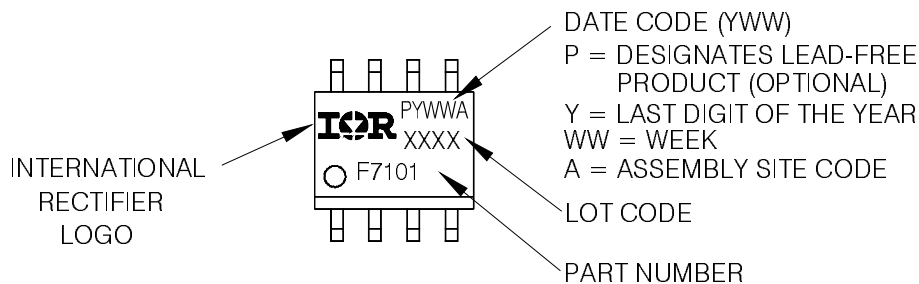 DATE CODE (YWW)
P = DESIGNATES LEAD-FREE
PRODUCT (OPTIONAL)
Y = LAST DIGIT OF THE YEAR
WW = WEEK
A = ASSEMBLY SITE CODE
IOR
PYWWA
XXXX
F7101
INTERNATIONAL
RECTIFIER
LOGO
LOT CODE
PART NUMBER